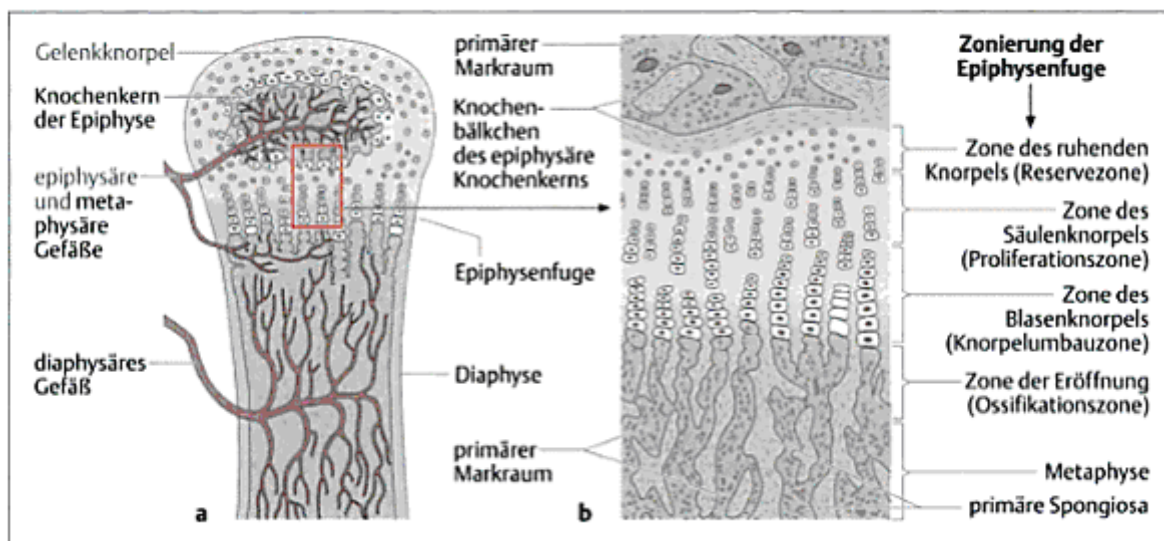 Gelenkknorpel
Knochenkern
der Epiphyse
epiphysäre
und meta-
physäre
Gefäße
diaphysäres
Gefäß
a
Epiphysenfuge
Diaphyse
primärer
Markraum
Knochen-
bälkchen
des epiphysäre
Knochenkerns
primärer
Markraum
b
Zonierung der
Epiphysenfuge
Zone des ruhenden
Knorpels (Reservezone)
Zone des
Säulenknorpels
(Proliferationszone)
Zone des
Blasenknorpels
(Knorpelumbauzone)
Zone der Eröffnung
(Ossifikationszone)
Metaphyse
primäre Spongiosa